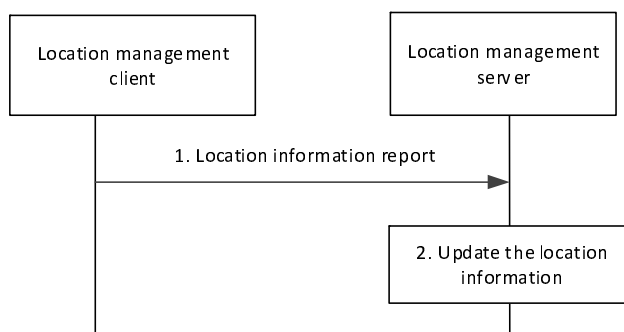 Location management
client
Location management
server
1. Location information report
2. Update the location
information